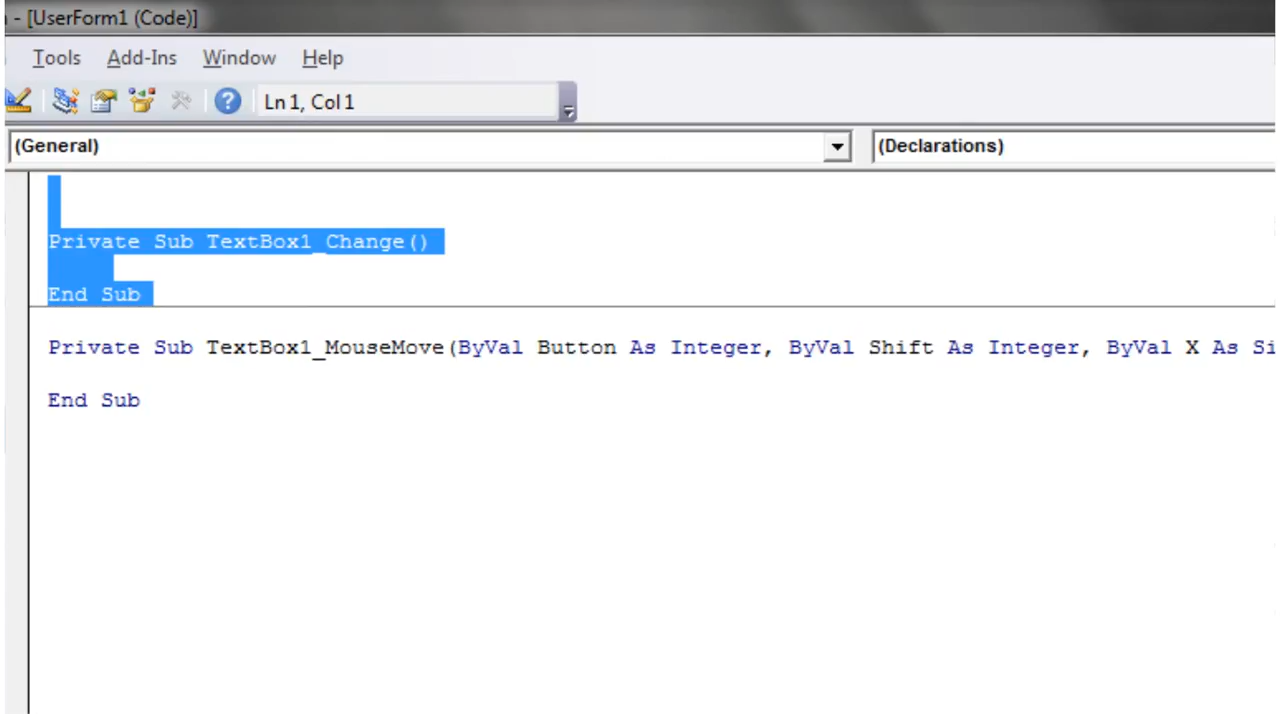 - [UserForm1 (Code)]
Tools Add-Ins Window Help
Ln 1, Col 1
(General) (Declarations)
Private Sub TextBox1_Change()
End Sub
Private Sub TextBox1_MouseMove(ByVal Button As Integer, ByVal Shift As Integer, ByVal X As Si
End Sub